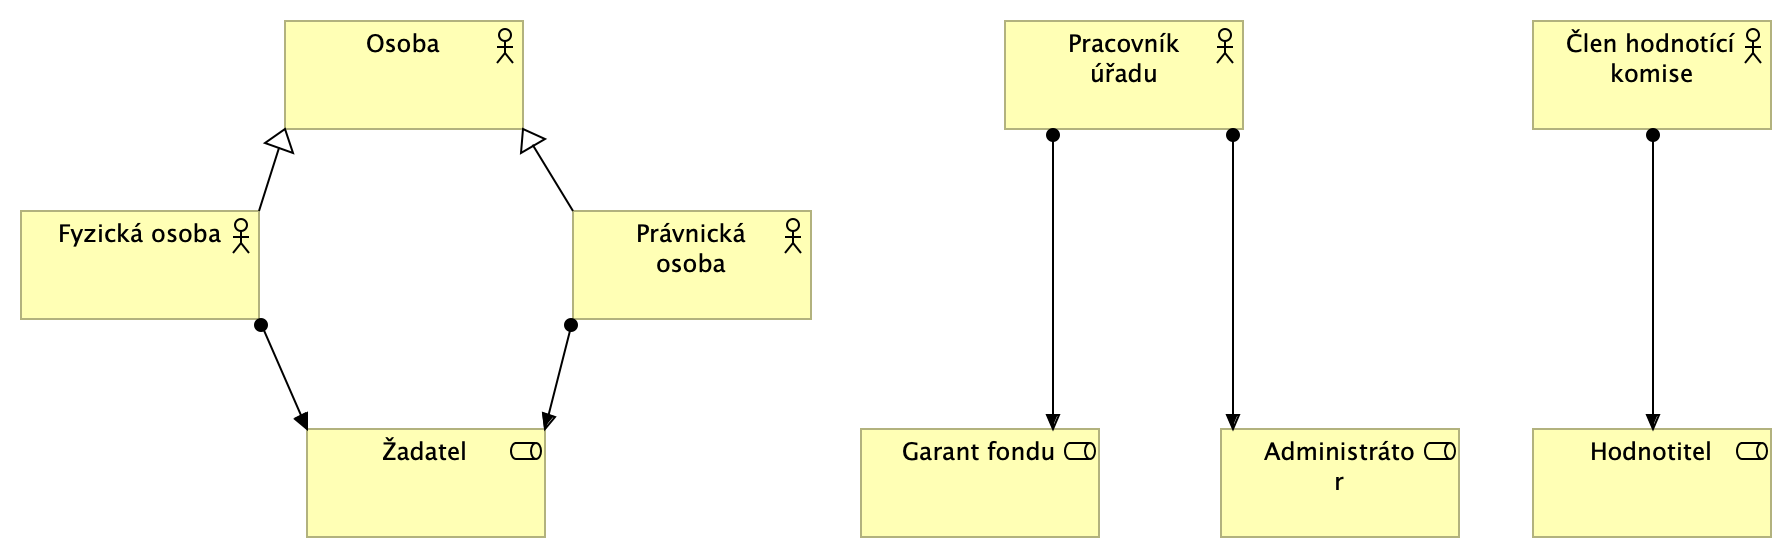 Osoba
Pracovník
úřadu
Člen hodnotící
komise
Fyzická osoba
Právnická
osoba
Žadatel
Garant fondu
Administráto
r
Hodnotitel